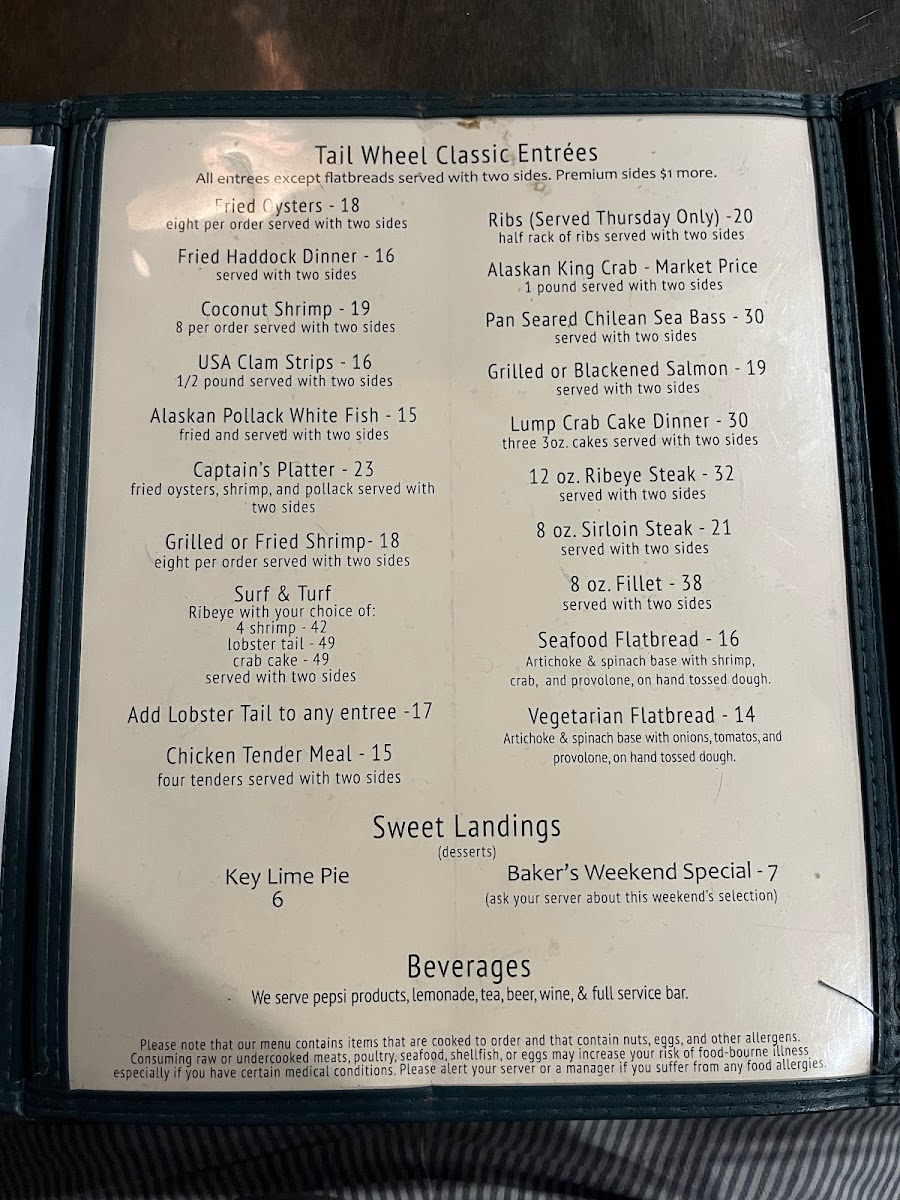 Tail Wheel Classic Entrées
All entrees except flatbreads served with two sides. Premium sides $1 more.
Fried Oysters - 18
eight per order served with two sides
Fried Haddock Dinner - 16
served with two sides
Coconut Shrimp - 19
8 per order served with two sides
USA Clam Strips - 16
1/2 pound served with two sides
Alaskan Pollack White Fish - 15
fried and served with two sides
Captain's Platter - 23
fried oysters, shrimp, and pollack served with
two sides
Grilled or Fried Shrimp- 18
eight per order served with two sides
Surf & Turf
Ribeye with your choice of:
4 shrimp - 42
lobster tail - 49
crab cake - 49
served with two sides
Add Lobster Tail to any entree -17
Chicken Tender Meal - 15
four tenders served with two sides
Ribs (Served Thursday Only) -20
half rack of ribs served with two sides
Alaskan King Crab - Market Price
1 pound served with two sides
Pan Seared Chilean Sea Bass - 30
served with two sides
Grilled or Blackened Salmon - 19
served with two sides
Lump Crab Cake Dinner - 30
three 3oz. cakes served with two sides
12 oz. Ribeye Steak - 32
served with two sides
8 oz. Sirloin Steak - 21
served with two sides
8 oz. Fillet - 38
served with two sides
Seafood Flatbread - 16
Artichoke & spinach base with shrimp,
crab, and provolone, on hand tossed dough.
Vegetarian Flatbread - 14
Artichoke & spinach base with onions, tomatos, and
provolone, on hand tossed dough.
Sweet Landings
(desserts)
Key Lime Pie
6
Baker's Weekend Special - 7
(ask your server about this weekend's selection)
Beverages
We serve pepsi products, lemonade, tea, beer, wine, & full service bar.
Please note that our menu contains items that are cooked to order and that contain nuts, eggs, and other allergens.
Consuming raw or undercooked meats, poultry, seafood, shellfish, or eggs may increase your risk of food-bourne illness
especially if you have certain medical conditions. Please alert your server or a manager if you suffer from any food allergies.